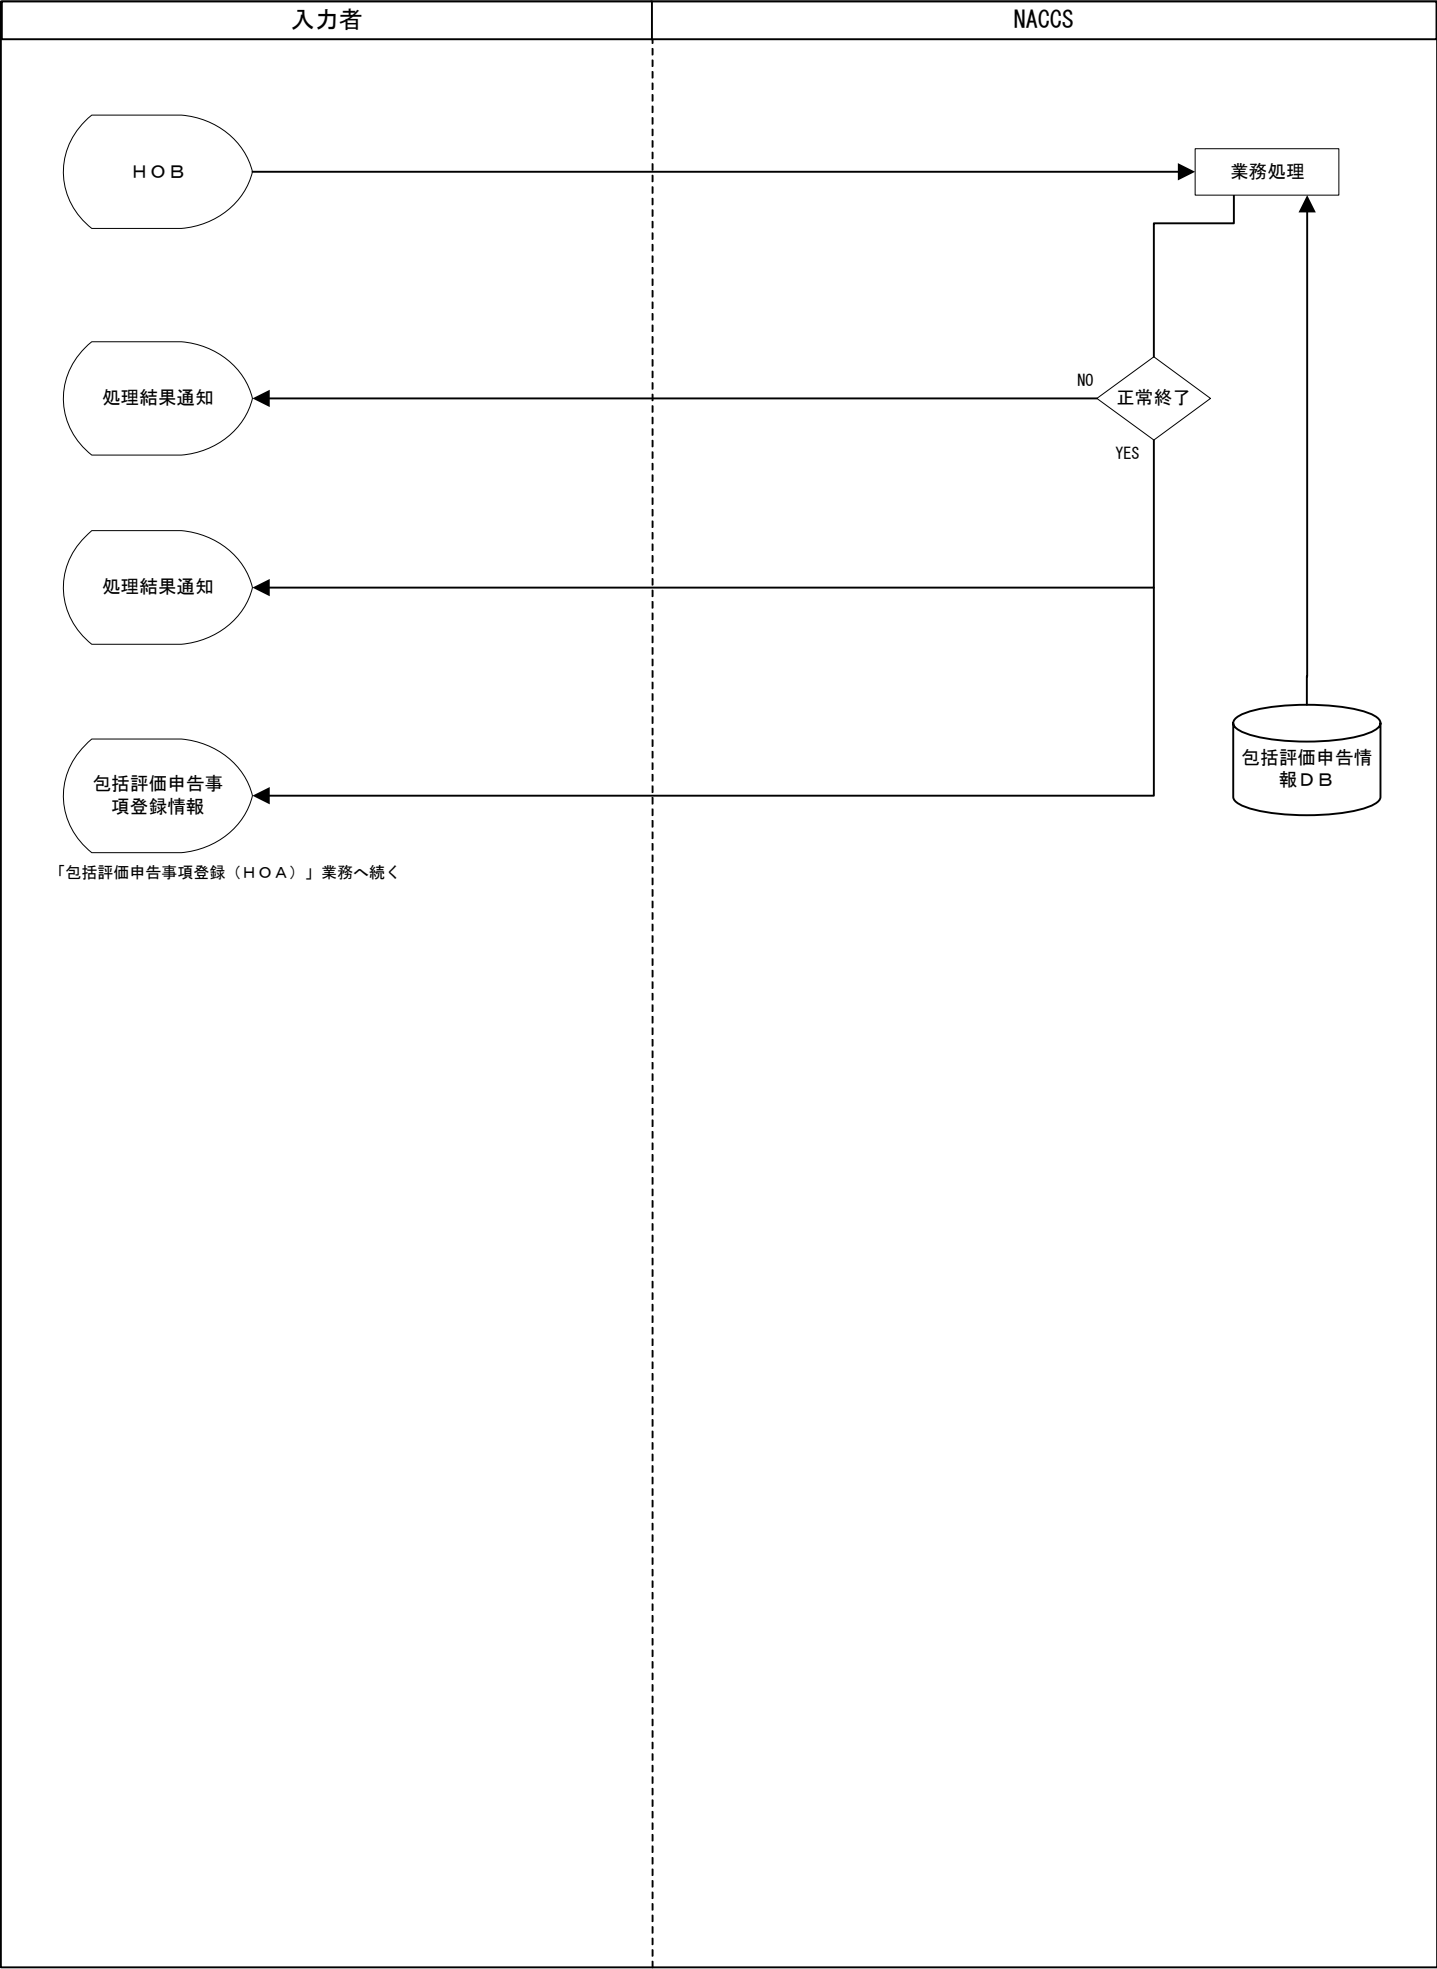 入力者
NACCS
ＨＯＢ
業務処理
処理結果通知
NO
正常終了
YES
処理結果通知
包括評価申告事
項登録情報
包括評価申告情
報ＤＢ
「包括評価申告事項登録（ＨＯＡ）」業務へ続く